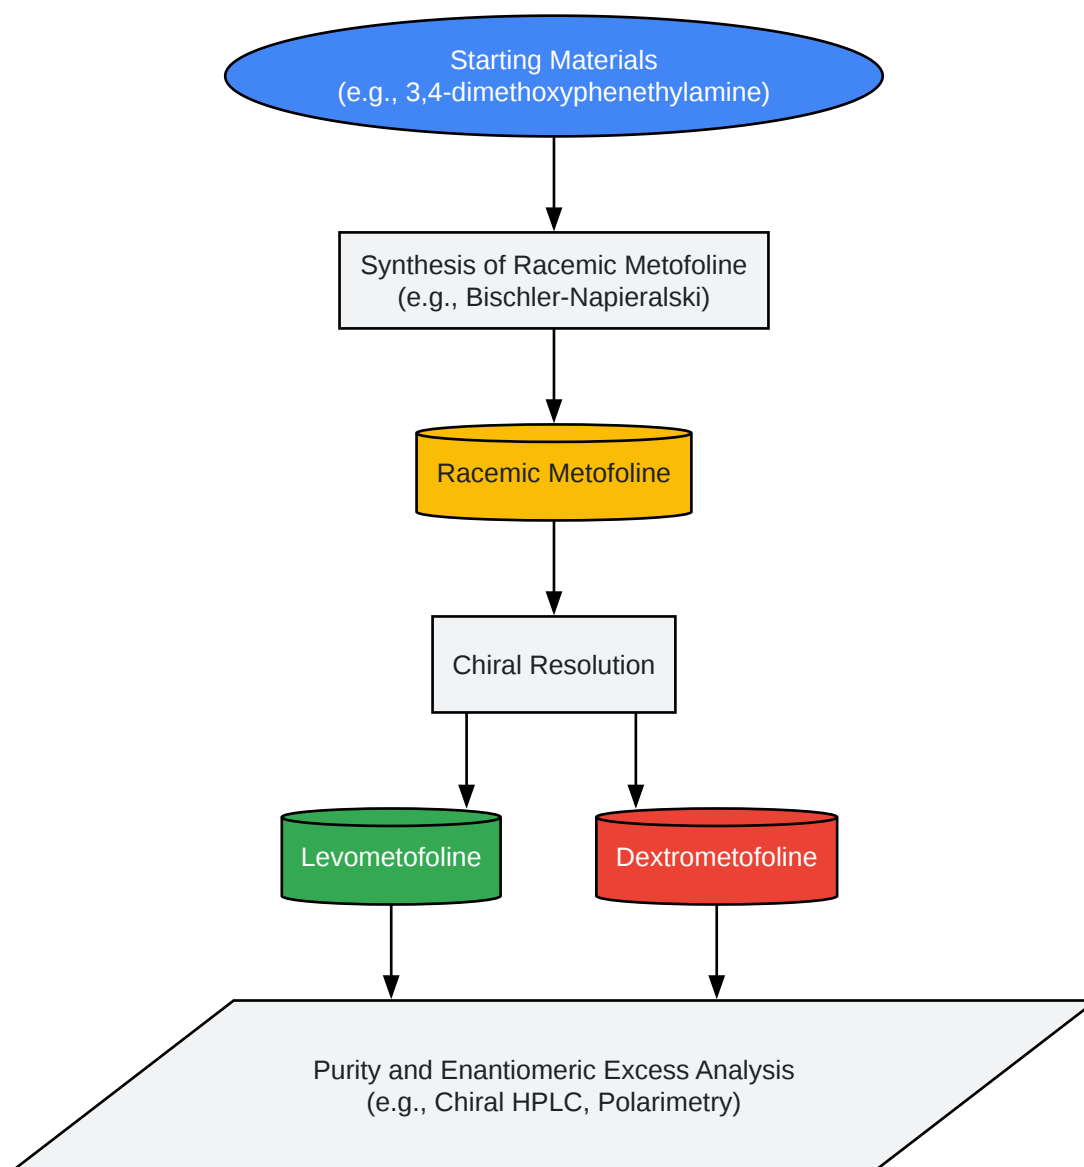 Starting Materials
(e.g., 3,4-dimethoxyphenethylamine)
Synthesis of Racemic Metofoline
(e.g., Bischler-Napieralski)
Racemic Metofoline
Chiral Resolution
Levometofoline
Dextrometofoline
Purity and Enantiomeric Excess Analysis
(e.g., Chiral HPLC, Polarimetry)